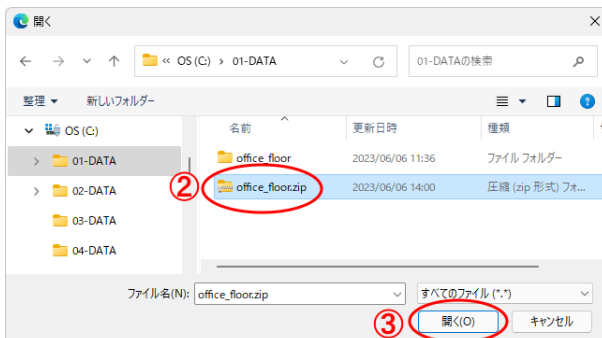 開く
OS (C:) › 01-DATA
01-DATAの検索
整理 新しいフォルダー
OS (C:)
名前 更新日時 種類
01-DATA office_floor 2023/06/06 11:36 ファイル フォルダー
02-DATA ② office_floor.zip 2023/06/06 14:00 圧縮 (zip 形式) フォ...
03-DATA
04-DATA
ファイル名(N): office_floor.zip すべてのファイル (*.*)
③ 開く(O) キャンセル